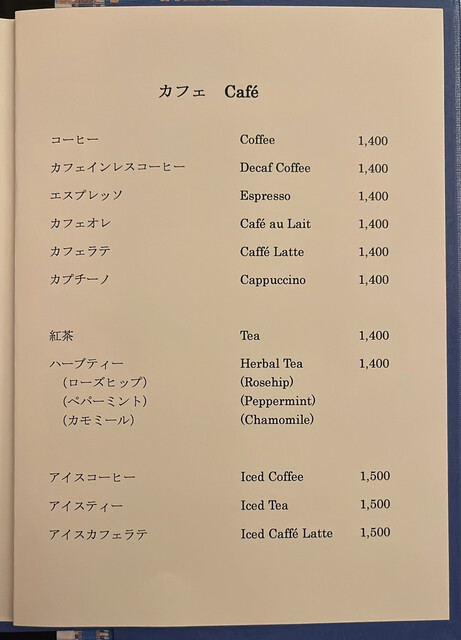 カフェ Café
コーヒー Coffee 1,400
カフェインレスコーヒー Decaf Coffee 1,400
エスプレッソ Espresso 1,400
カフェオレ Café au Lait 1,400
カフェラテ Caffé Latte 1,400
カプチーノ Cappuccino 1,400
紅茶 Tea 1,400
ハーブティー Herbal Tea 1,400
(ローズヒップ) (Rosehip)
(ペパーミント) (Peppermint)
(カモミール) (Chamomile)
アイスコーヒー Iced Coffee 1,500
アイスティー Iced Tea 1,500
アイスカフェラテ Iced Caffé Latte 1,500